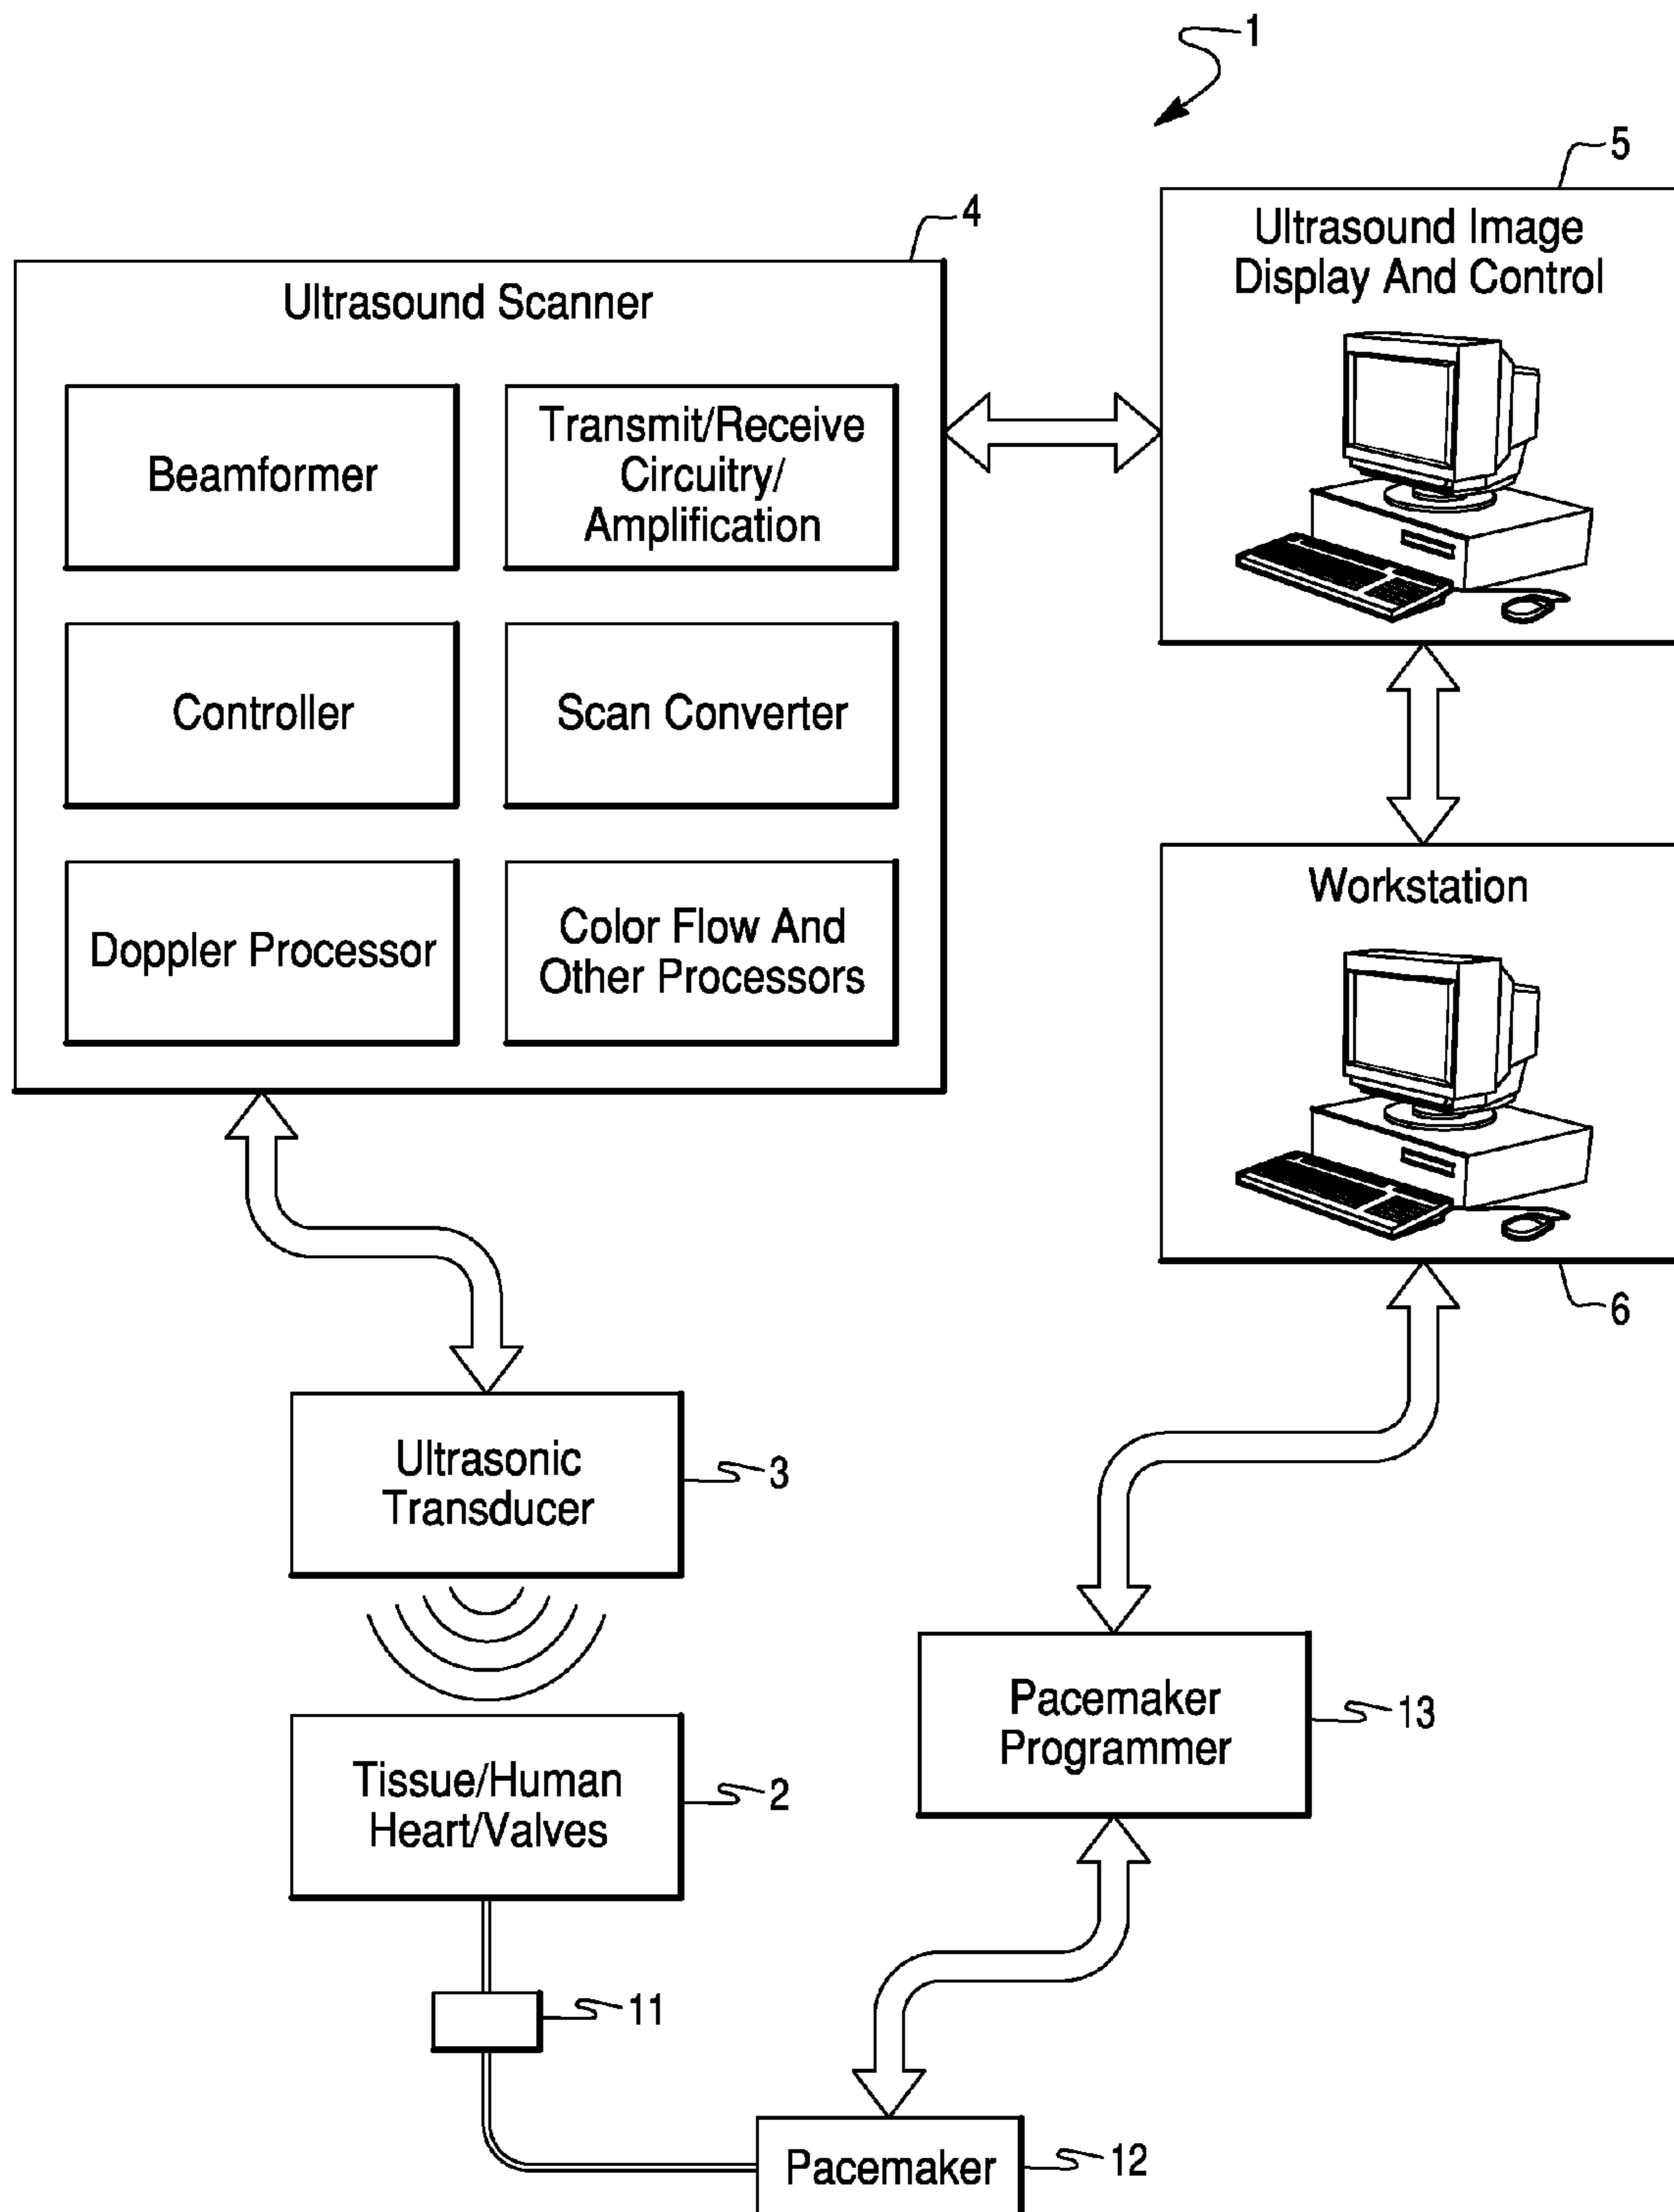 1
5
Ultrasound Image
Display And Control
4
Ultrasound Scanner
Beamformer
Transmit/Receive
Circuitry/
Amplification
Controller
Scan Converter
Doppler Processor
Color Flow And
Other Processors
Workstation
6
Ultrasonic
Transducer
3
Tissue/Human
Heart/Valves
2
Pacemaker
Programmer
13
11
Pacemaker
12